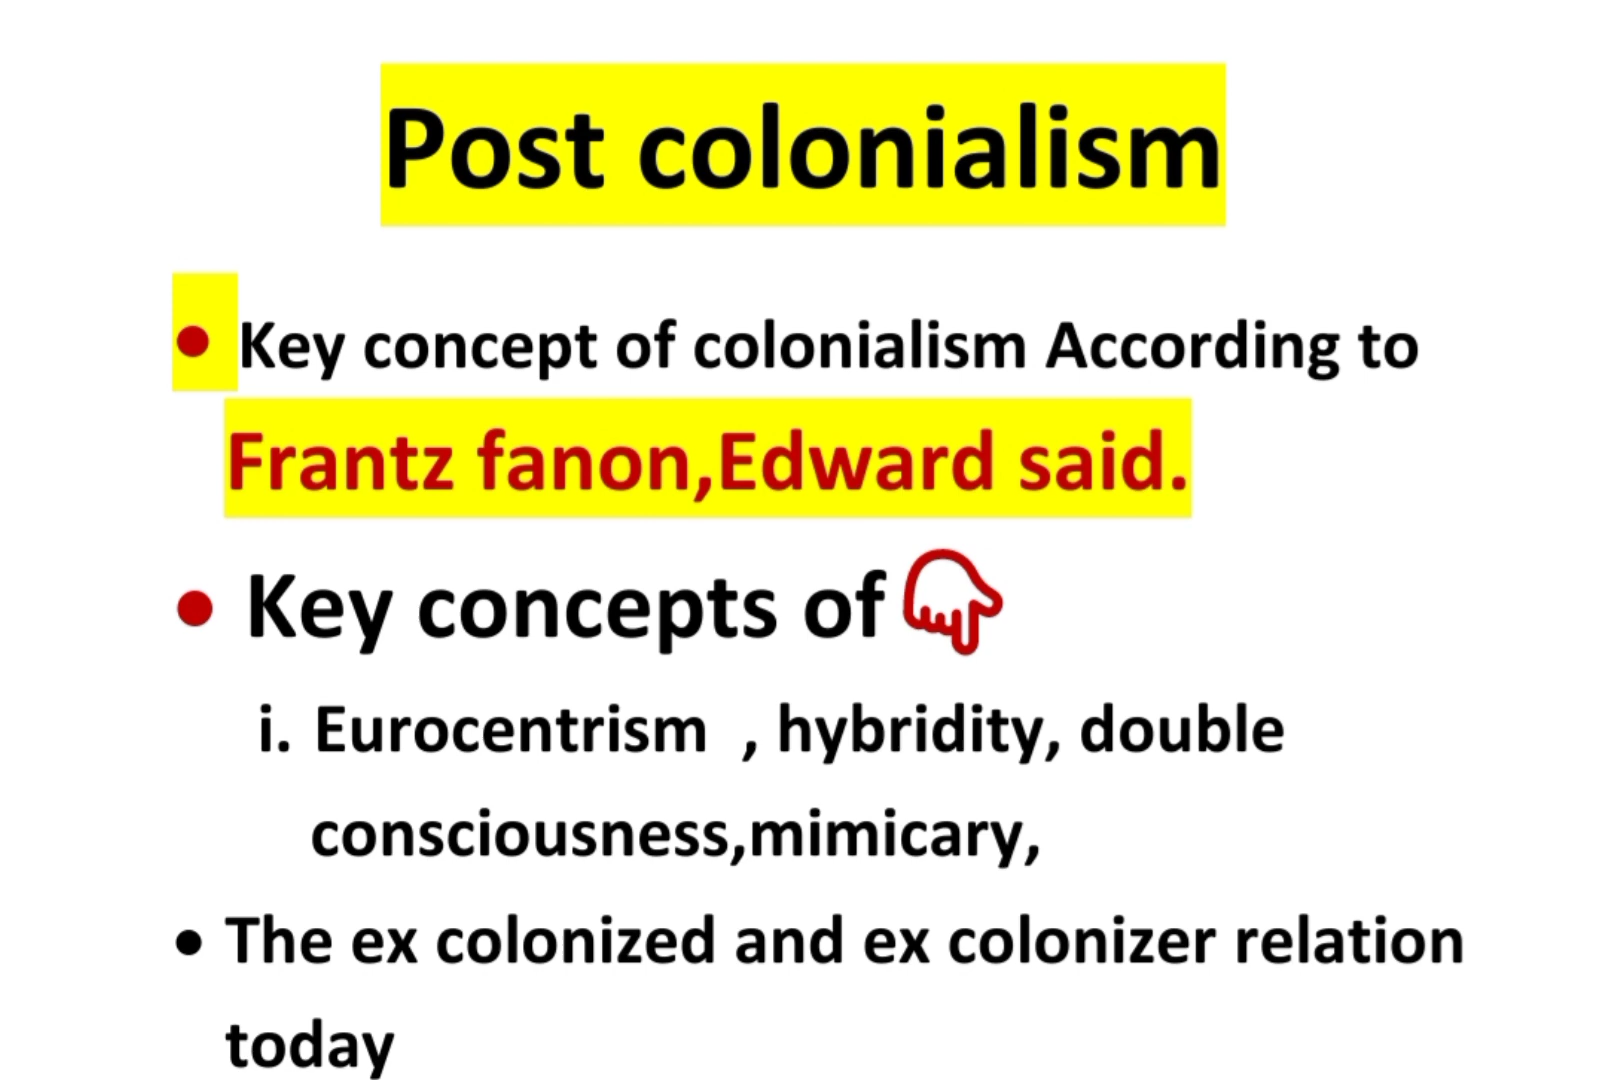 Post colonialism
• Key concept of colonialism According to
Frantz fanon,Edward said.
• Key concepts of
i. Eurocentrism , hybridity, double
consciousness,mimicary,
• The ex colonized and ex colonizer relation
today